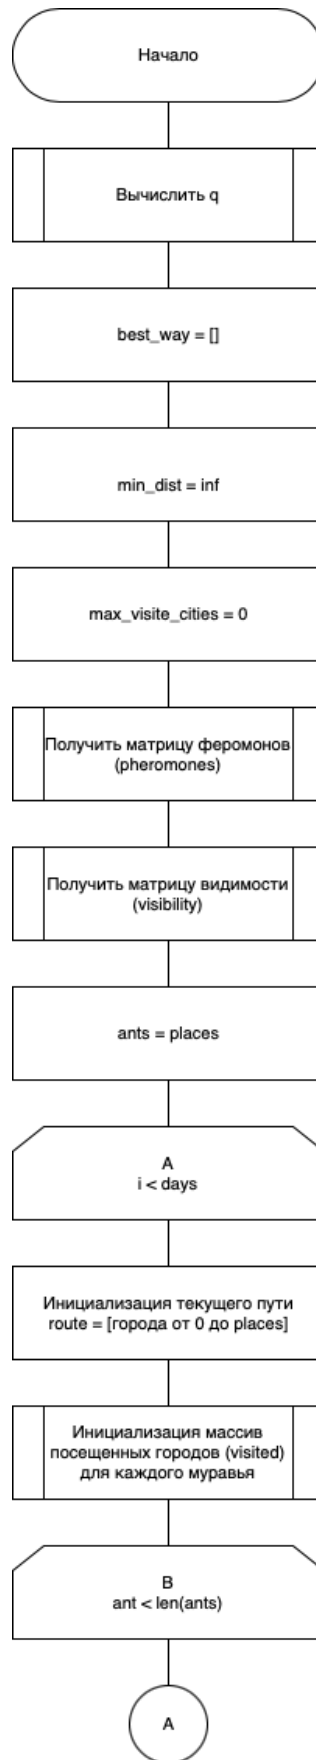 Начало
Вычислить q
best_way = []
min_dist = inf
max_visite_cities = 0
Получить матрицу феромонов
(pheromones)
Получить матрицу видимости
(visibility)
ants = places
A
i < days
Инициализация текущего пути
route = [города от 0 до places]
Инициализация массив
посещенных городов (visited)
для каждого муравья
B
ant < len(ants)
A